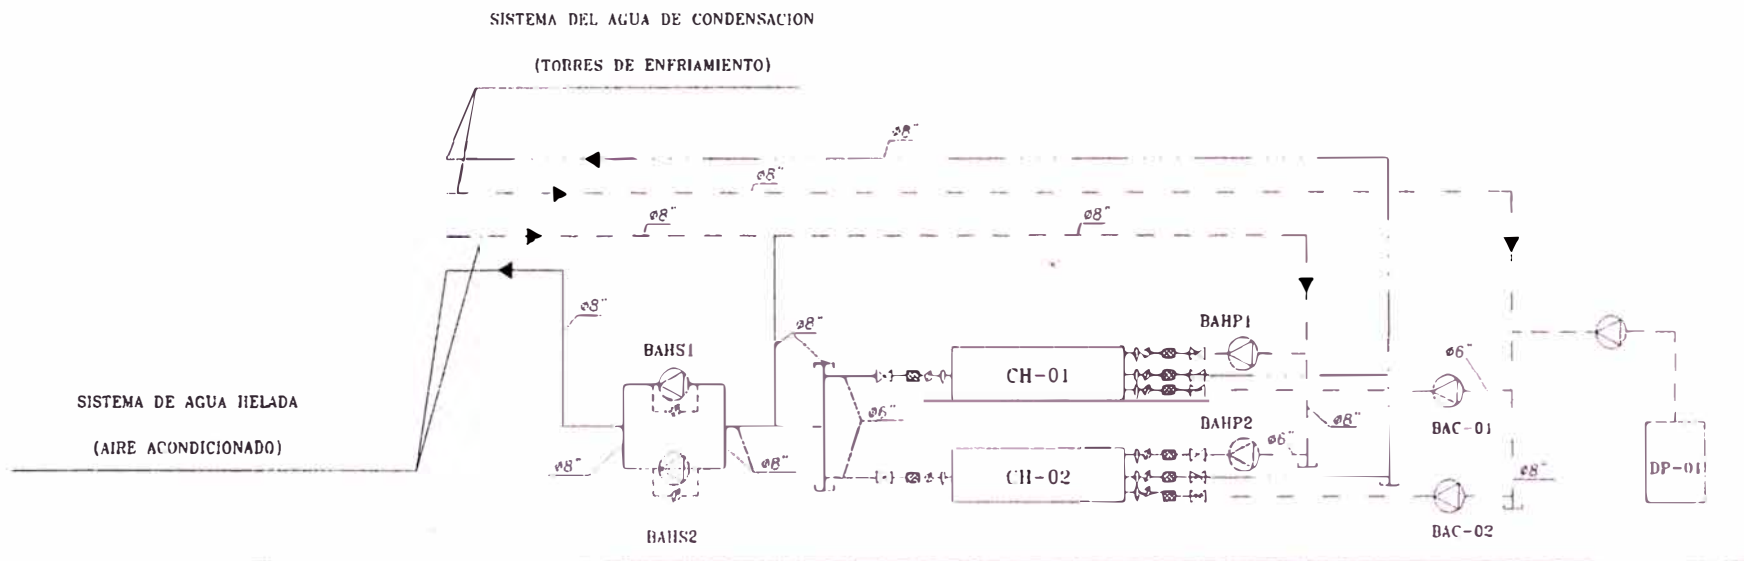 SISTEMA DEL AGUA DE CONDENSACION
(TORRES DE ENFRIAMIENTO)
ø8"
ø8"
ø8"
ø8"
ø8"
ø8"
BAHP1
BAHS1
CH-01
ø6"
SISTEMA DE AGUA HELADA
(AIRE ACONDICIONADO)
ø6"
ø8"
BAHP2
BAC-01
ø6"
ø8"
ø8"
CH-02
DP-01
ø8"
BAHS2
BAC-02